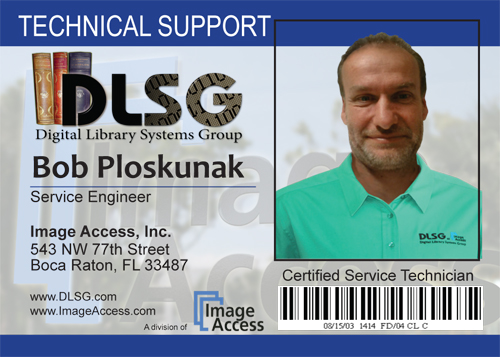 TECHNICAL SUPPORT
DLSG
Digital Library Systems Group
Bob Ploskunak
Service Engineer
Image Access, Inc.
543 NW 77th Street
Boca Raton, FL 33487
www.DLSG.com
www.ImageAccess.com
A division of
Image
Access
DLSG
Digital Library Systems Group
Certified Service Technician
08/15/03 1414 FD/04 CL C
Image
Access